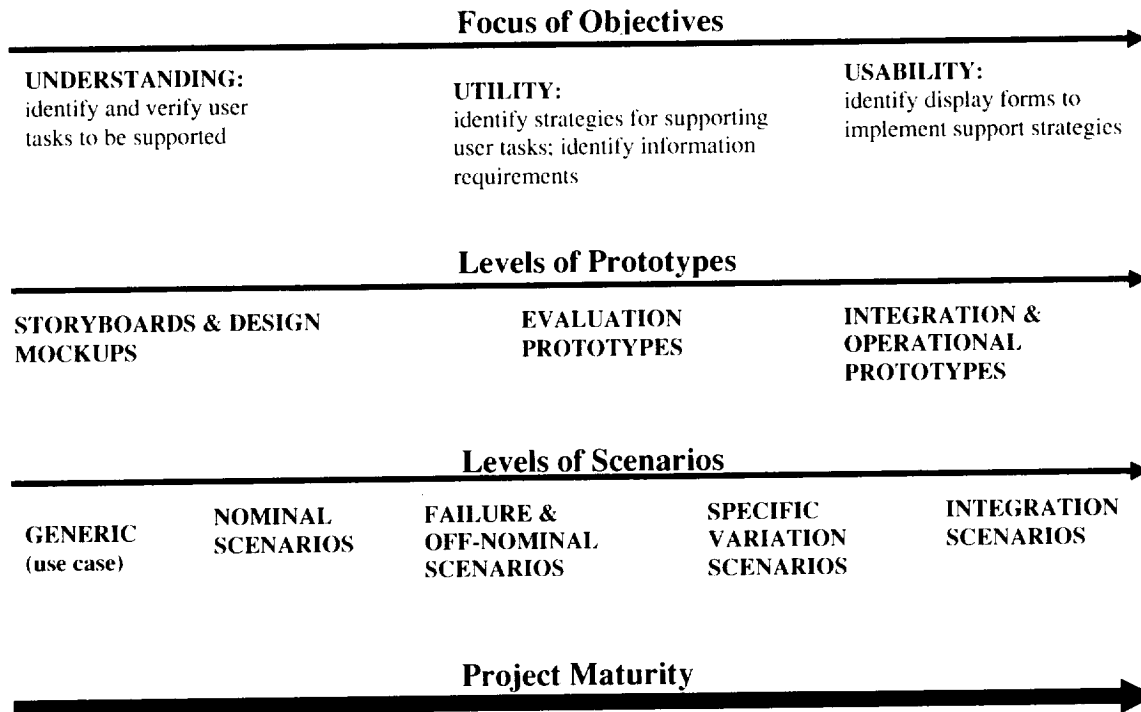 Focus of Objectives
UNDERSTANDING:
identify and verify user
tasks to be supported
UTILITY:
identify strategies for supporting
user tasks; identify information
requirements
USABILITY:
identify display forms to
implement support strategies
Levels of Prototypes
STORYBOARDS & DESIGN
MOCKUPS
EVALUATION
PROTOTYPES
INTEGRATION &
OPERATIONAL
PROTOTYPES
Levels of Scenarios
GENERIC
(use case)
NOMINAL
SCENARIOS
FAILURE &
OFF-NOMINAL
SCENARIOS
SPECIFIC
VARIATION
SCENARIOS
INTEGRATION
SCENARIOS
Project Maturity